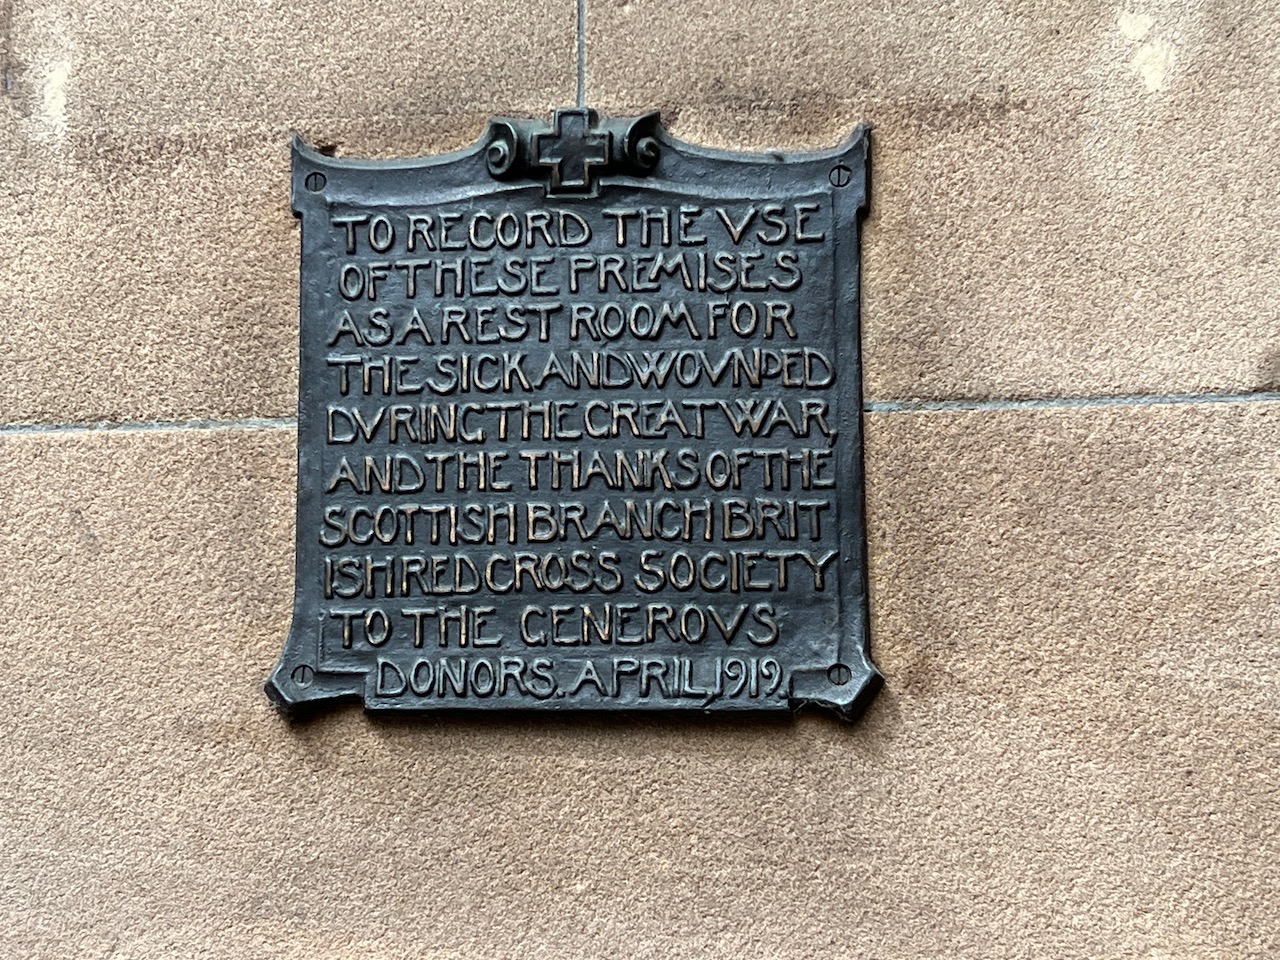 TO RECORD THE VSE
OF THESE PREMISES
AS A REST ROOM FOR
THE SICK AND WOVNDED
DVRING THE GREAT WAR,
AND THE THANKS OF THE
SCOTTISH BRANCH BRIT
ISH RED CROSS SOCIETY
TO THE GENEROVS
DONORS. APRIL, 1919.